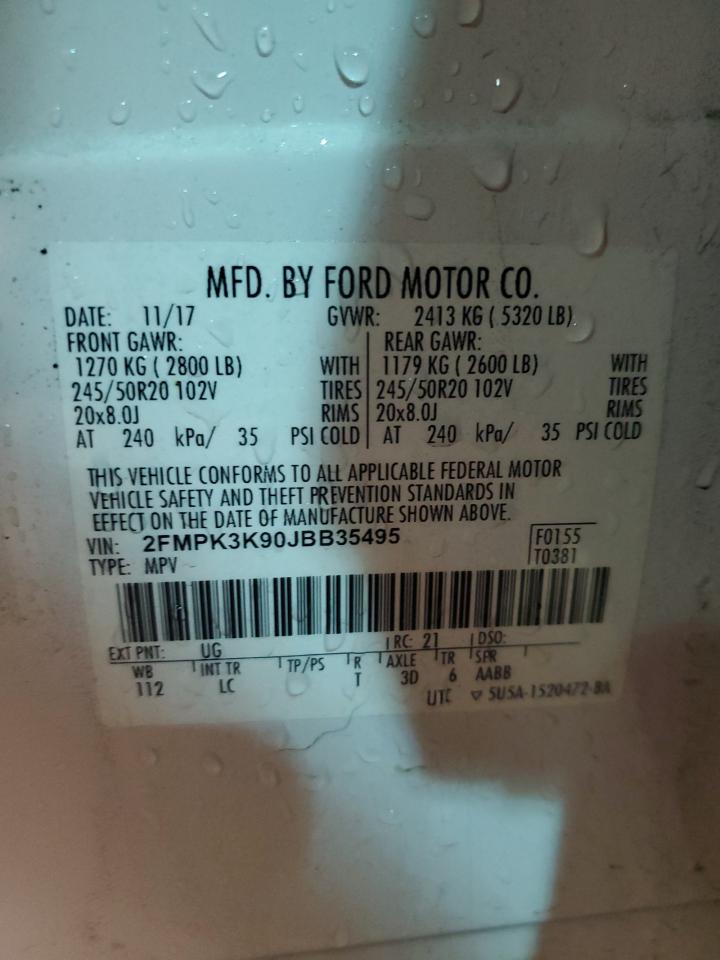 MFD. BY FORD MOTOR CO.
DATE: 11/17 GVWR: 2413 KG ( 5320 LB)
FRONT GAWR: REAR GAWR:
1270 KG ( 2800 LB) WITH 1179 KG ( 2600 LB) WITH
245/50R20 102V TIRES 245/50R20 102V TIRES
20x8.0J RIMS 20x8.0J RIMS
AT 240 kPa/ 35 PSI COLD AT 240 kPa/ 35 PSI COLD
THIS VEHICLE CONFORMS TO ALL APPLICABLE FEDERAL MOTOR
VEHICLE SAFETY AND THEFT PREVENTION STANDARDS IN
EFFECT ON THE DATE OF MANUFACTURE SHOWN ABOVE.
VIN: 2FMPK3K90JBB35495 F0155
TYPE: MPV T0381
EXT PNT: UG RC: 21 DSO:
WB INT TR TP/PS R AXLE TR SPR
112 LC T 3D 6 AABB
UTC ▽ 5U5A-1520472-BA